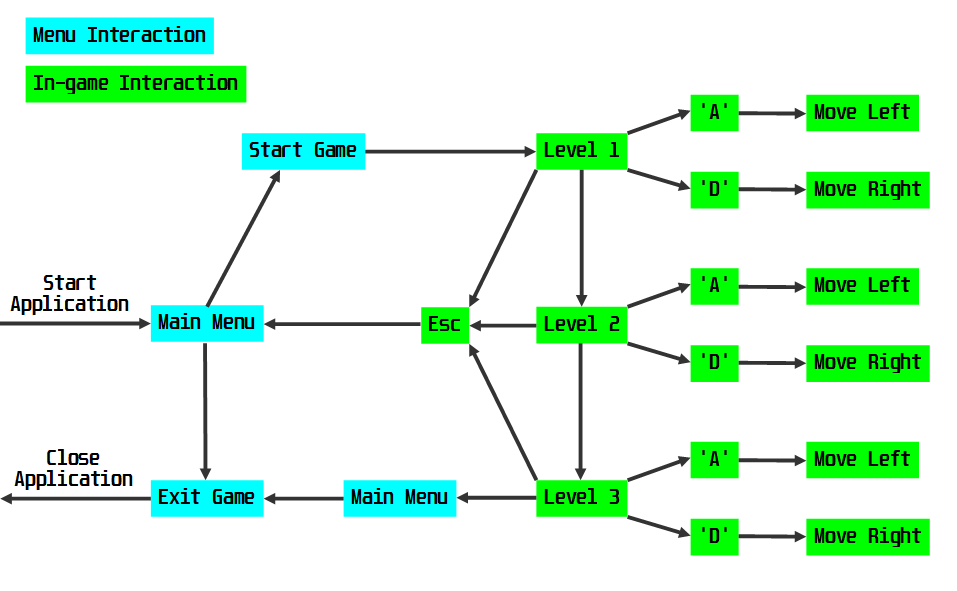 Menu Interaction
In-game Interaction
'A'
Move Left
Start Game
Level 1
'D'
Move Right
Start
Application
'A'
Move Left
Main Menu
Esc
Level 2
'D'
Move Right
Close
Application
'A'
Move Left
Exit Game
Main Menu
Level 3
'D'
Move Right